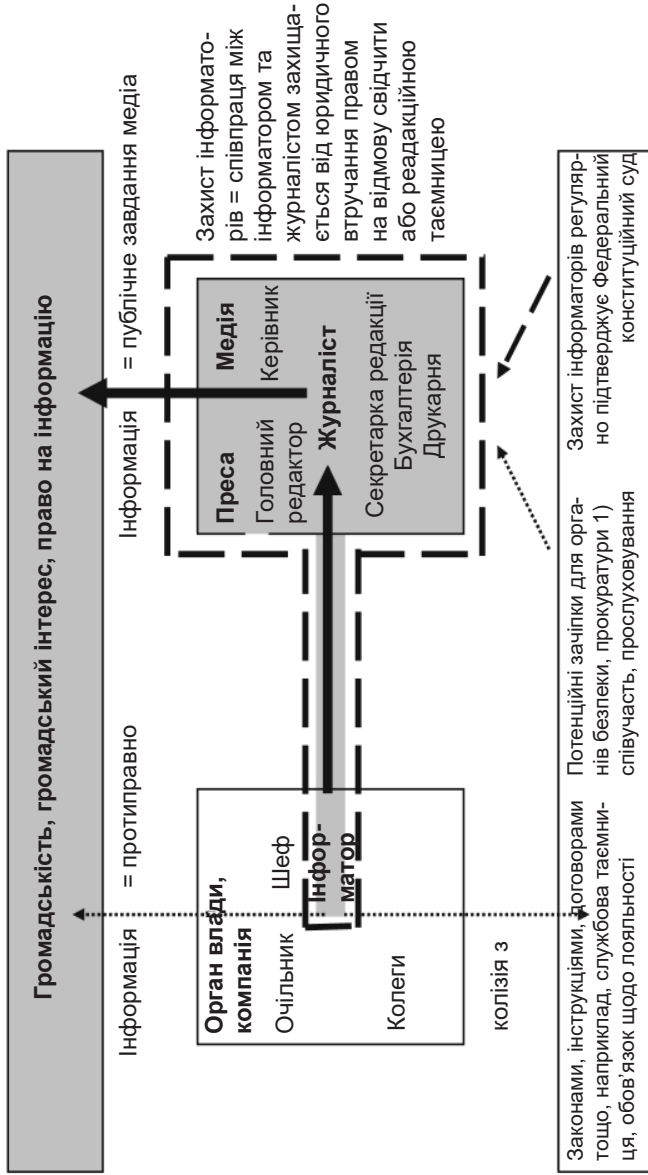 Громадськість, громадський інтерес, право на інформацію
Інформація = протиправно
Інформація = публічне завдання медіа
Орган влади,
компанія
Очільник Шеф
Інфор-
матор
Колеги
колізія з
Преса Медія
Головний Керівник
редактор
Журналіст
Секретарка редакції
Бухгалтерія
Друкарня
Захист інформато-
рів = співпраця між
інформатором та
журналістом захища-
ється від юридичного
втручання правом
на відмову свідчити
або реадакційною
таємницею
Законами, інструкціями, договорами
тощо, наприклад, службова таємни-
ця, обов’язок щодо лояльності
Потенційні зачіпки для орга-
нів безпеки, прокуратури 1)
співучасть, прослуховування
Захист інформаторів регуляр-
но підтверджує Федеральний
конституційний суд